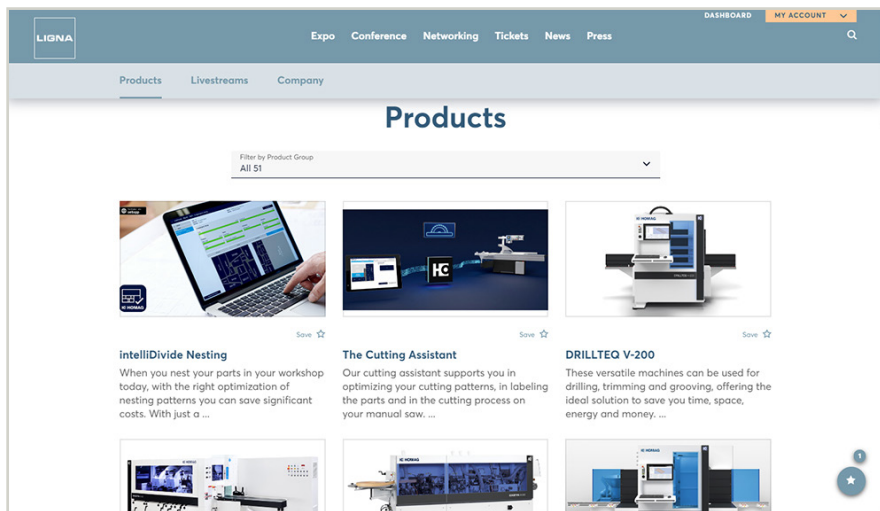 DASHBOARD
MY ACCOUNT
LIGNA
Expo Conference Networking Tickets News Press
Products Livestreams Company
Products
Filter by Product Group
All 51
HOMAG
Save
Save
Save
intelliDivide Nesting
The Cutting Assistant
DRILLTEQ V-200
When you nest your parts in your workshop
today, with the right optimization of
nesting patterns you can save significant
costs. With just a ...
Our cutting assistant supports you in
optimizing your cutting patterns, in labeling
the parts and in the cutting process on
your manual saw. ...
These versatile machines can be used for
drilling, trimming and grooving, offering the
ideal solution to save you time, space,
energy and money. ...
HOMAG
HOMAG
HOMAG
1